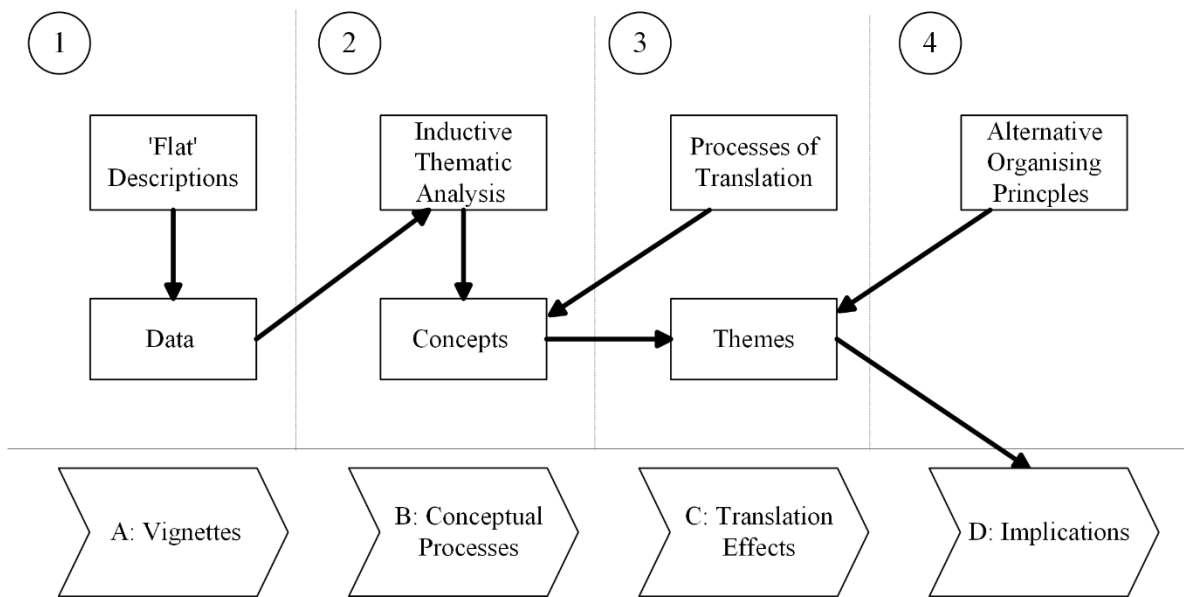 1
2
3
4
'Flat'
Descriptions
Inductive
Thematic
Analysis
Processes of
Translation
Alternative
Organising
Princples
Data
Concepts
Themes
A: Vignettes
B: Conceptual
Processes
C: Translation
Effects
D: Implications